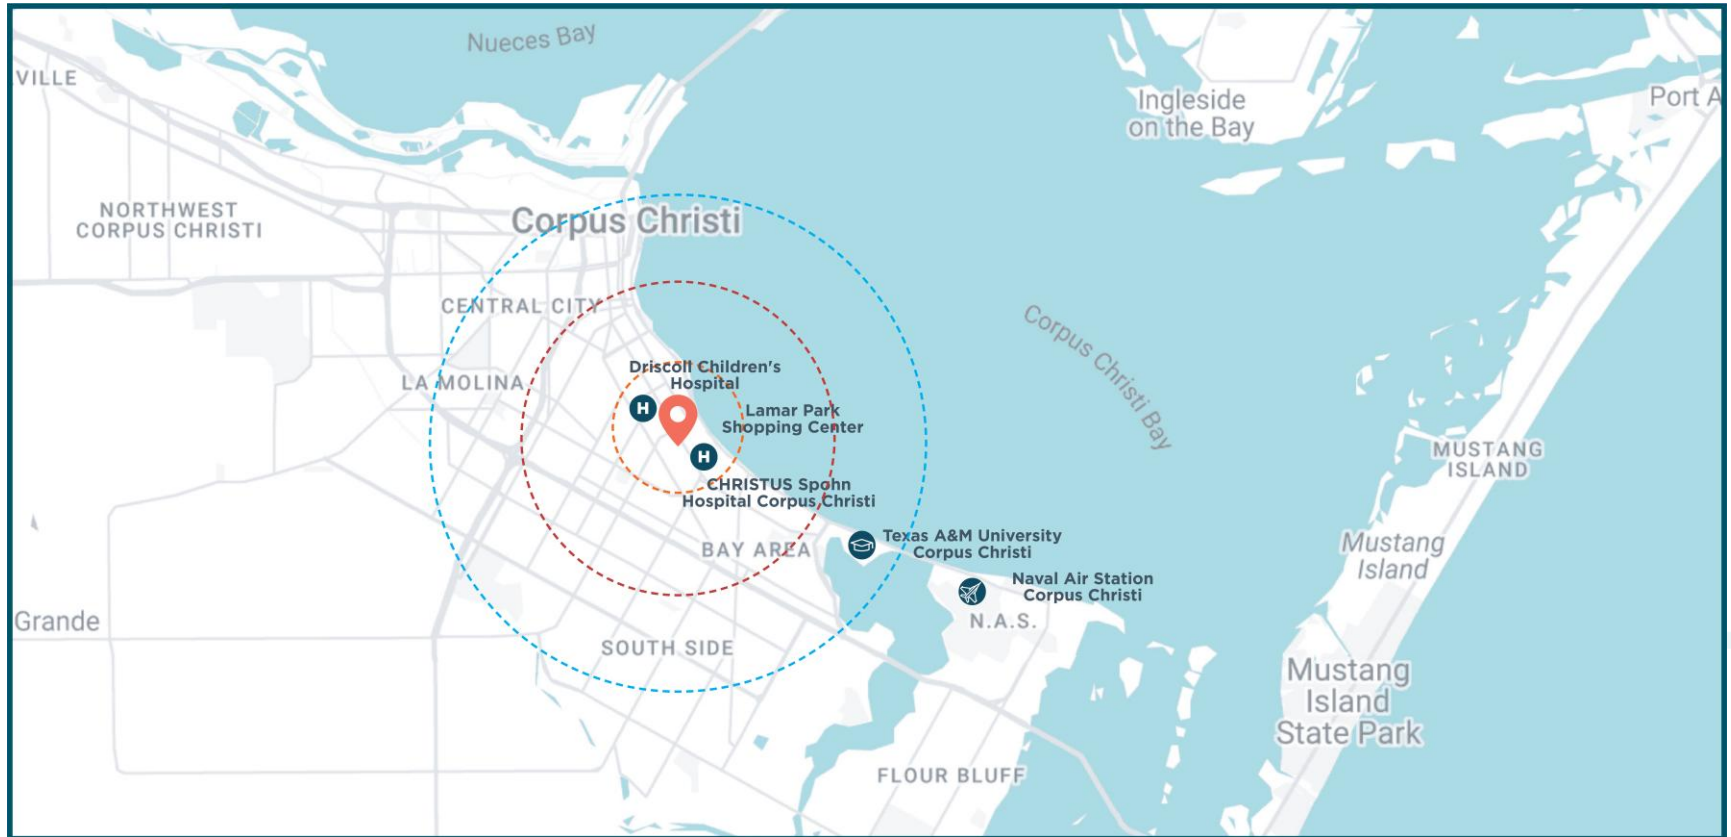 Nueces Bay
VILLE
Ingleside
on the Bay
Port A
NORTHWEST
CORPUS CHRISTI
Corpus Christi
CENTRAL CITY
Corpus Christi Bay
Driscoll Children's
Hospital
LA MOLINA
H
Lamar Park
Shopping Center
H
MUSTANG
ISLAND
CHRISTUS Spohn
Hospital Corpus Christi
Texas A&M University
Corpus Christi
BAY AREA
Mustang
Island
Naval Air Station
Corpus Christi
Grande
N.A.S.
SOUTH SIDE
Mustang
Island
State Park
FLOUR BLUFF